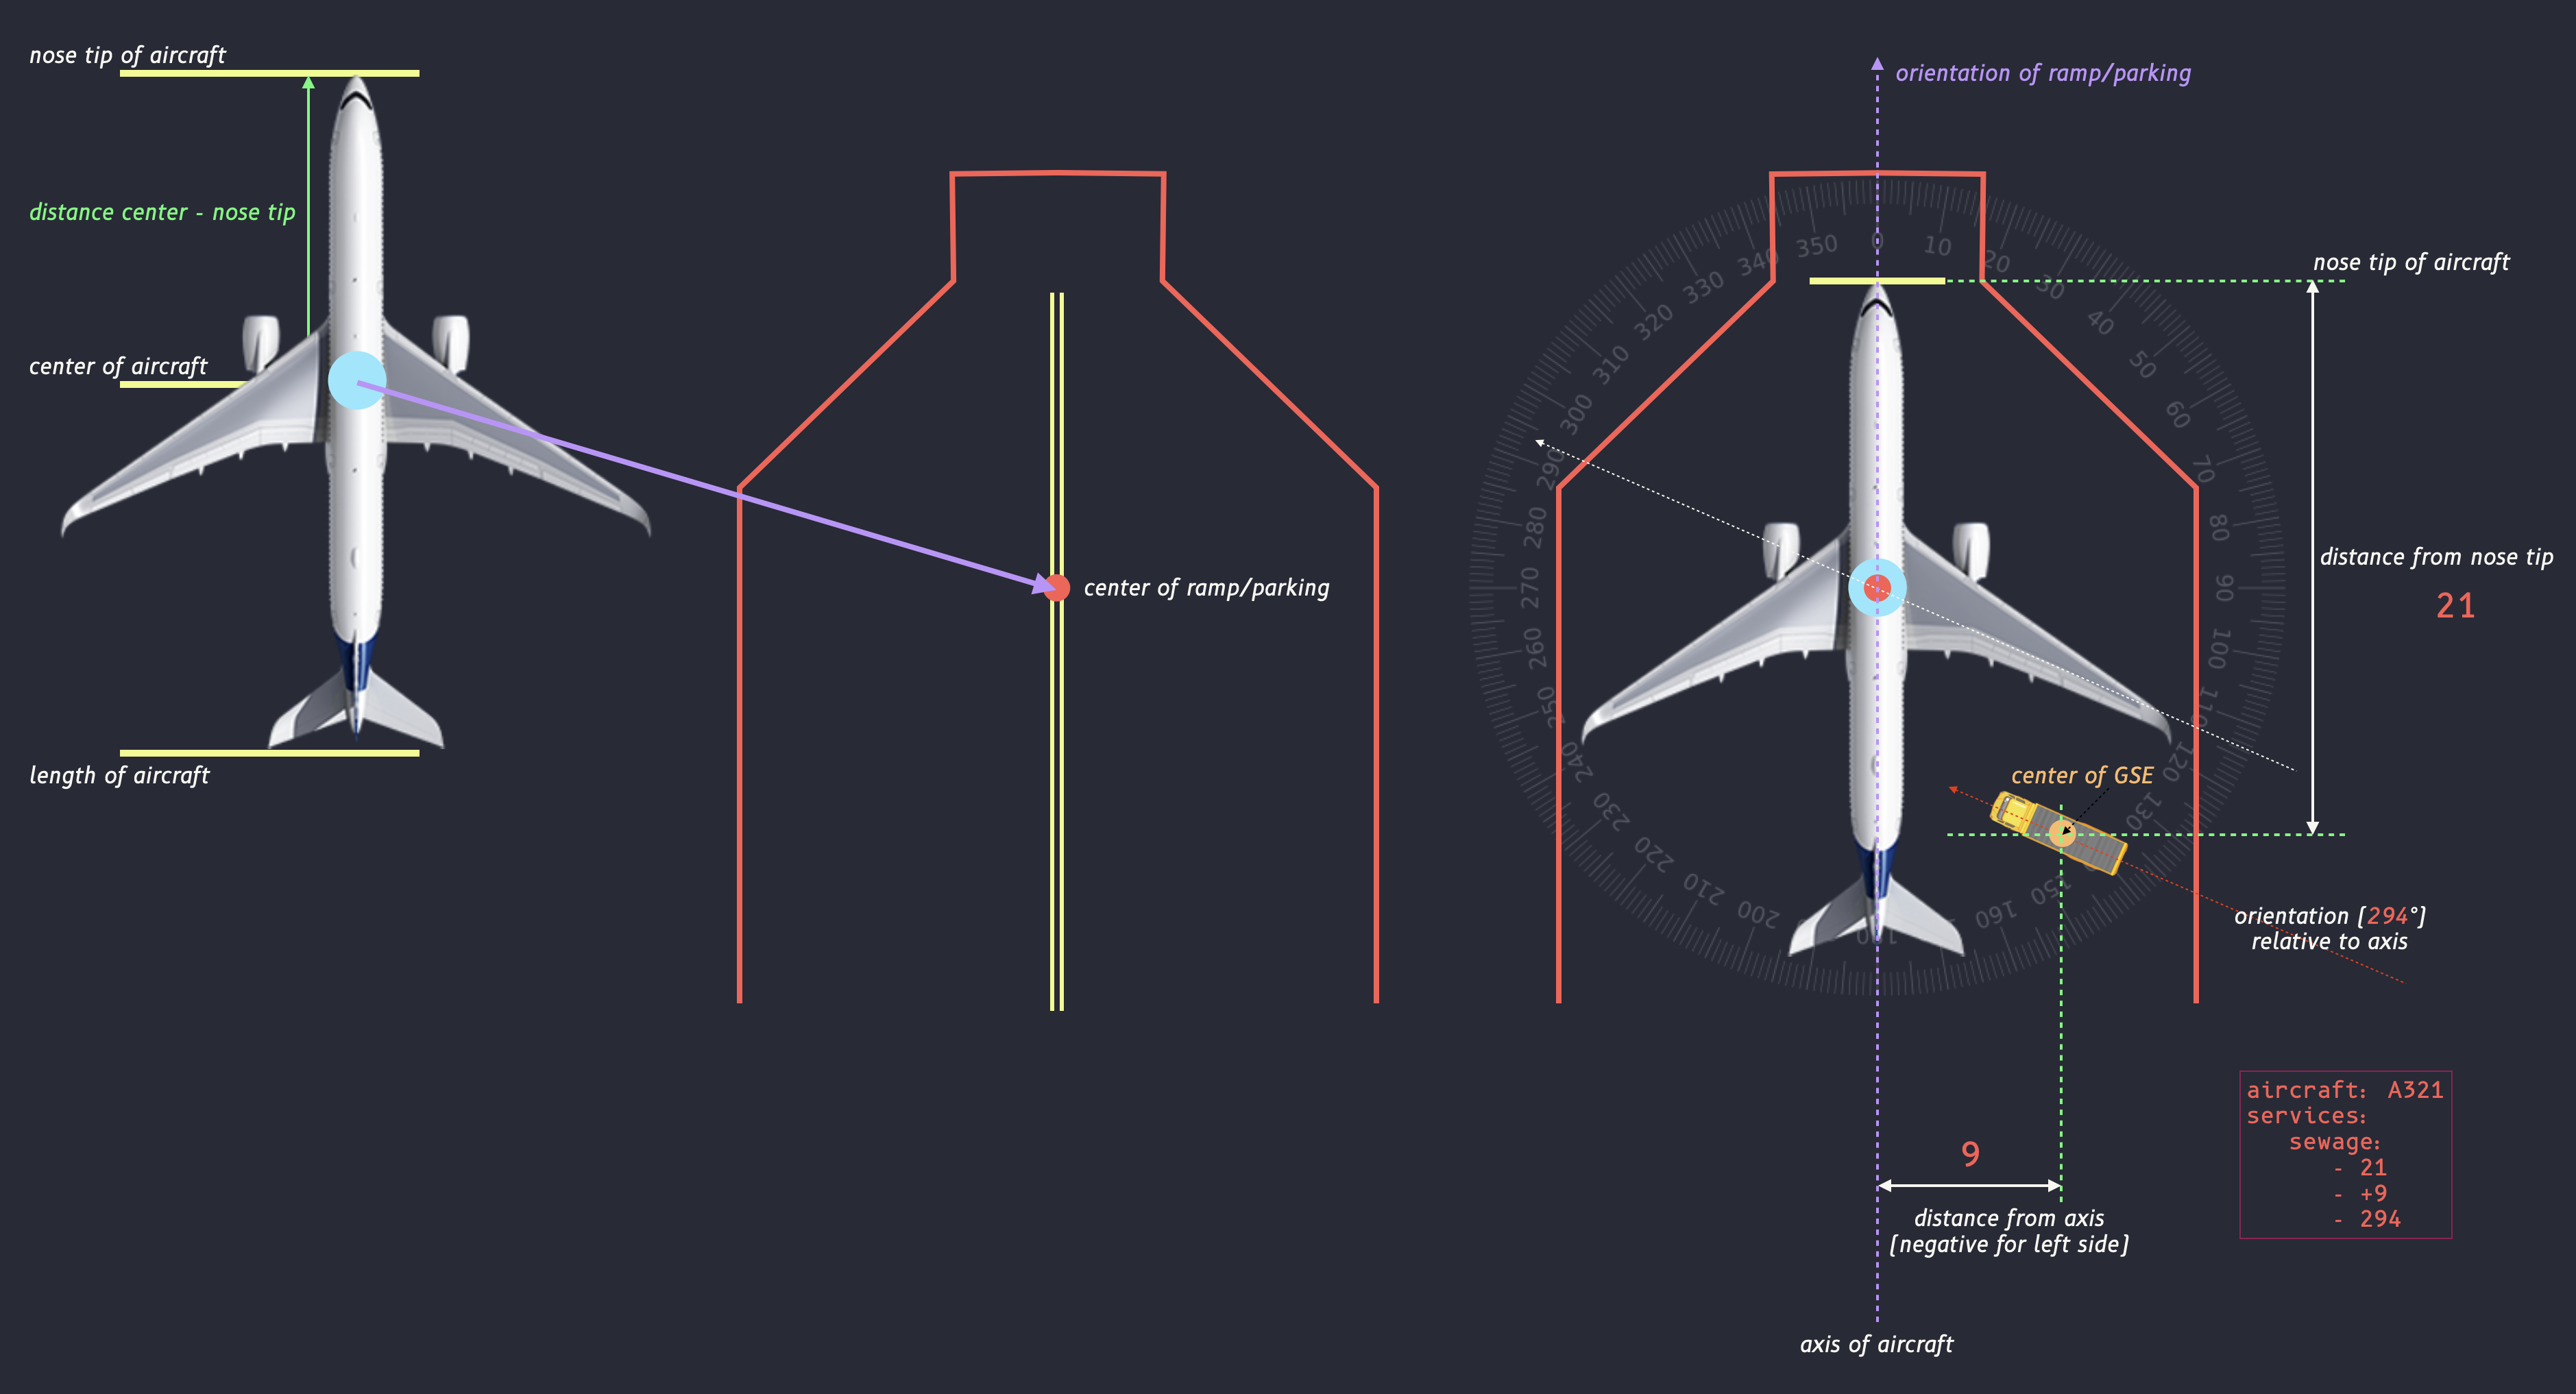 nose tip of aircraft
distance center - nose tip
center of aircraft
length of aircraft
center of ramp/parking
orientation of ramp/parking
0
10
20
30
40
50
60
70
80
90
100
110
120
130
150
160
200
210
220
230
240
250
260
270
280
290
300
310
320
330
340
350
nose tip of aircraft
distance from nose tip
21
center of GSE
orientation [294°]
relative to axis
9
distance from axis
[negative for left side]
axis of aircraft
aircraft: A321
services:
sewage:
- 21
- +9
- 294